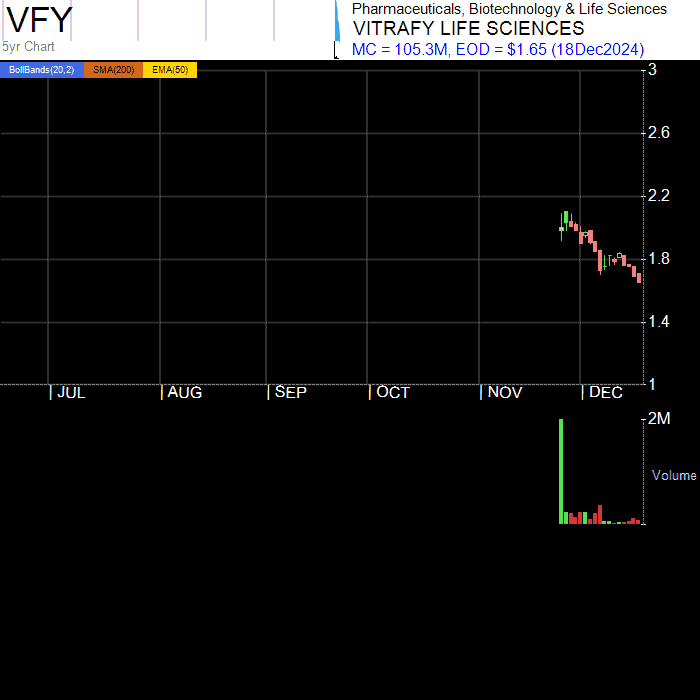 VFY
5yr Chart
Pharmaceuticals, Biotechnology & Life Sciences
VITRAFY LIFE SCIENCES
MC = 105.3M, EOD = $1.65 (18Dec2024)
BollBands(20,2) SMA(200) EMA(50)
3
2.6
2.2
1.8
1.4
1
| JUL | AUG | SEP | OCT | NOV | DEC
2M
Volume